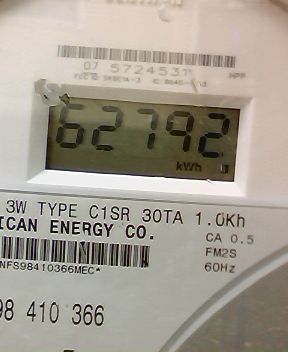 07 5724531
HPP
62792
kWh
3W TYPE C1SR 30TA 1.0Kh
ICAN ENERGY CO.
CA 0.5
FM2S
NFS98410366MEC*
60Hz
98 410 366